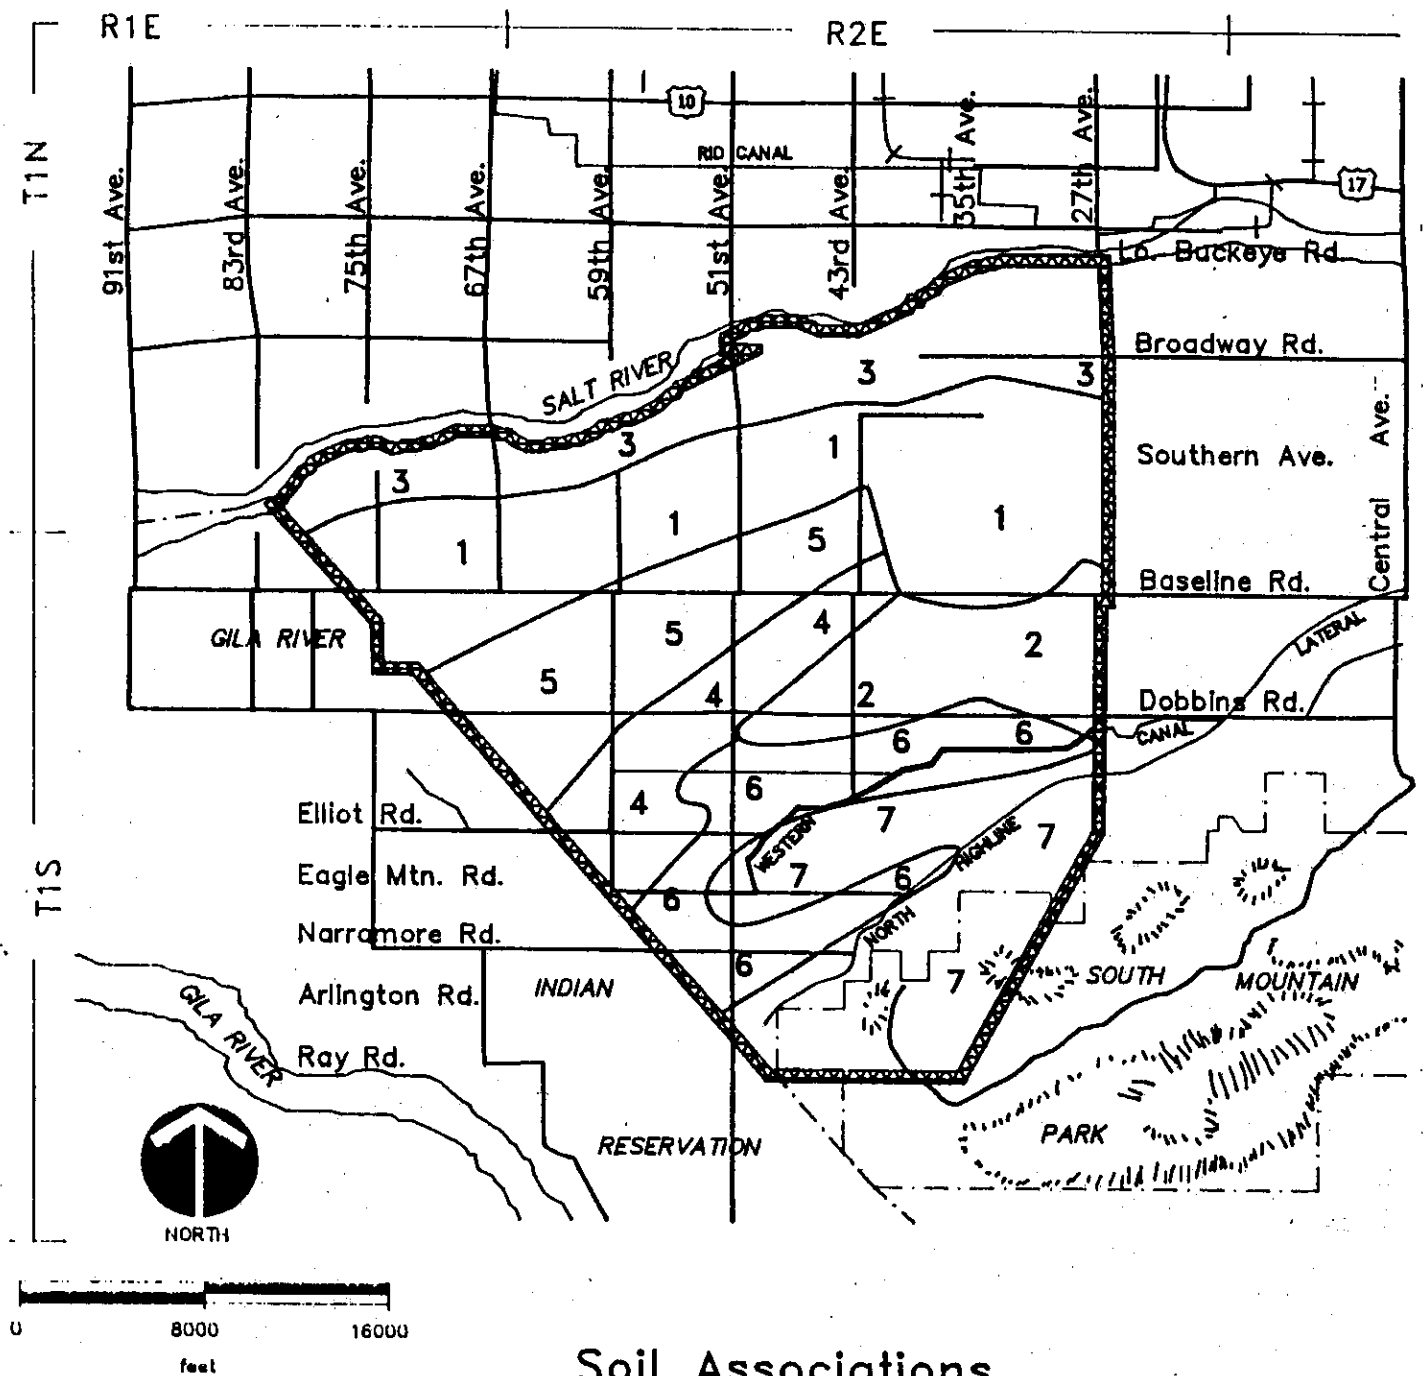 R1E
R2E
T1N
10
RID CANAL
17
91st Ave.
83rd Ave.
75th Ave.
67th Ave.
59th Ave.
51st Ave.
43rd Ave.
35th Ave.
27th Ave.
Lo. Buckeye Rd.
Broadway Rd.
SALT RIVER
3
3
3
3
Southern Ave.
Central Ave.
1
1
1
1
5
Baseline Rd.
GILA RIVER
5
4
2
LATERAL
5
4
2
Dobbins Rd.
CANAL
6
6
Elliot Rd.
4
6
7
WESTERN
HIGHLINE
7
T1S
Eagle Mtn. Rd.
7
6
6
Narramore Rd.
NORTH
6
7
SOUTH
MOUNTAIN
Arlington Rd.
INDIAN
GILA RIVER
Ray Rd.
RESERVATION
PARK
NORTH
0
8000
16000
feet
Soil Associations